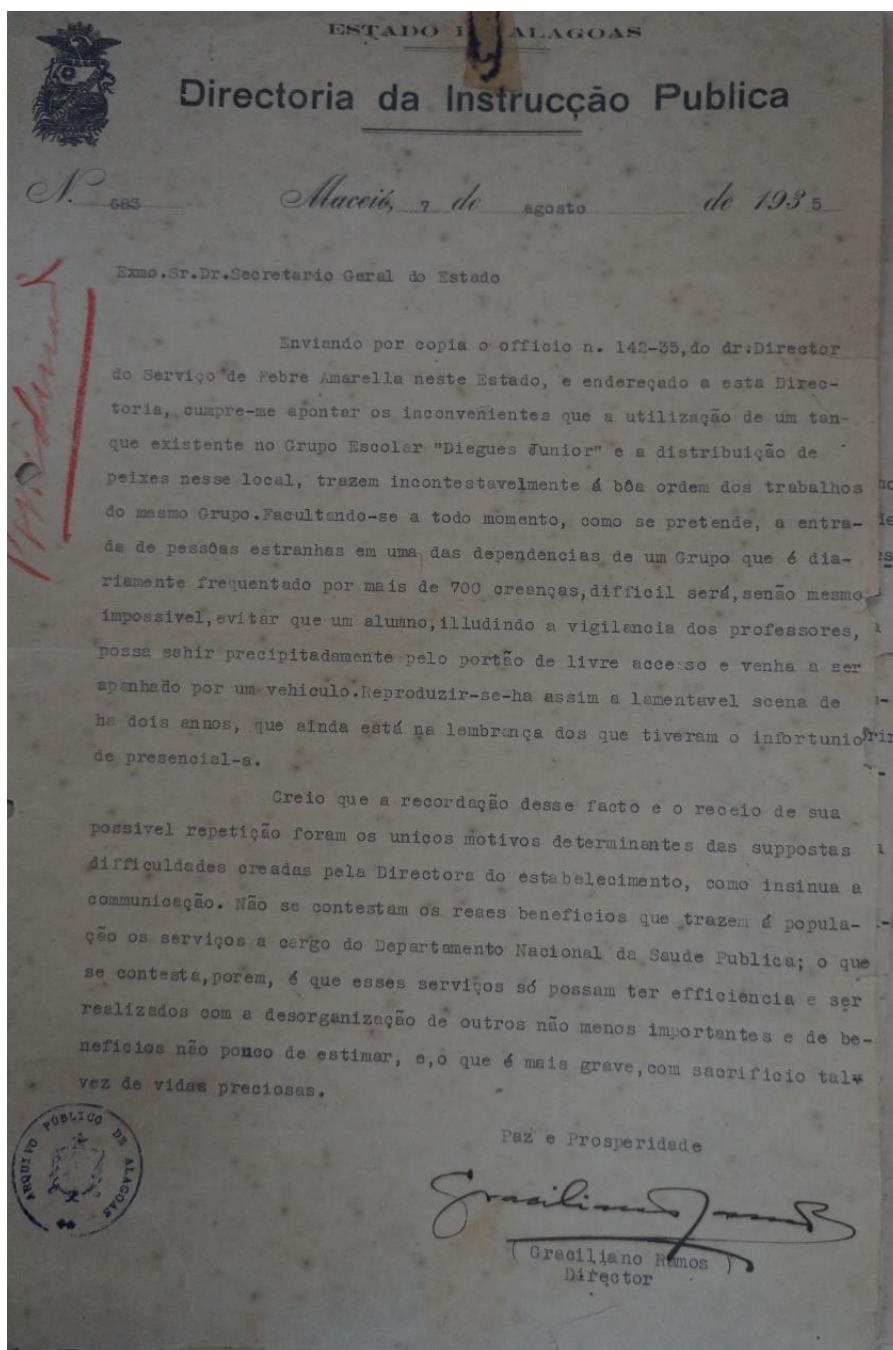 ESTADO DE ALAGOAS
Directoria da Instrucção Publica
N. 683 Maceió, 7 de agosto de 1935
Exmo.Sr.Dr.Secretario Geral do Estado
Enviando por copia o officio n. 142-35,do dr.Director
do Serviço de Febre Amarella neste Estado, e endereçado a esta Direc-
toria, cumpre-me apontar os inconvenientes que a utilização de um tan-
que existente no Grupo Escolar "Diegues Junior" e a distribuição de
peixes nesse local, trazem incontestavelmente á bôa ordem dos trabalhos
do mesmo Grupo.Facultando-se a todo momento, como se pretende, a entra-
da de pessôas estranhas em uma das dependencias de um Grupo que é dia-
riamente frequentado por mais de 700 creanças,difficil será,senão mesmo
impossivel,evitar que um alumno,illudindo a vigilancia dos professores,
possa sahir precipitadamente pelo portão de livre accesso e venha a ser
apanhado por um vehiculo.Reproduzir-se-ha assim a lamentavel scena de
ha dois annos, que ainda está na lembrança dos que tiveram o infortunio
de presencial-a.
Creio que a recordação desse facto e o receio de sua
possivel repetição foram os unicos motivos determinantes das suppostas
difficuldades creadas pela Directora do estabelecimento, como insinua a
communicação. Não se contestam os reaes beneficios que trazem á popula-
ção os serviços a cargo do Departamento Nacional da Saude Publica; o que
se contesta,porem, é que esses serviços só possam ter efficiencia e ser
realizados com a desorganização de outros não menos importantes e de be-
neficios não pouco de estimar, e,o que é mais grave,com sacrificio tal-
vez de vidas preciosas.
Paz e Prosperidade
Graciliano Ramos
( Graciliano Ramos )
Director
ARQUIVO PÚBLICO DE ALAGOAS